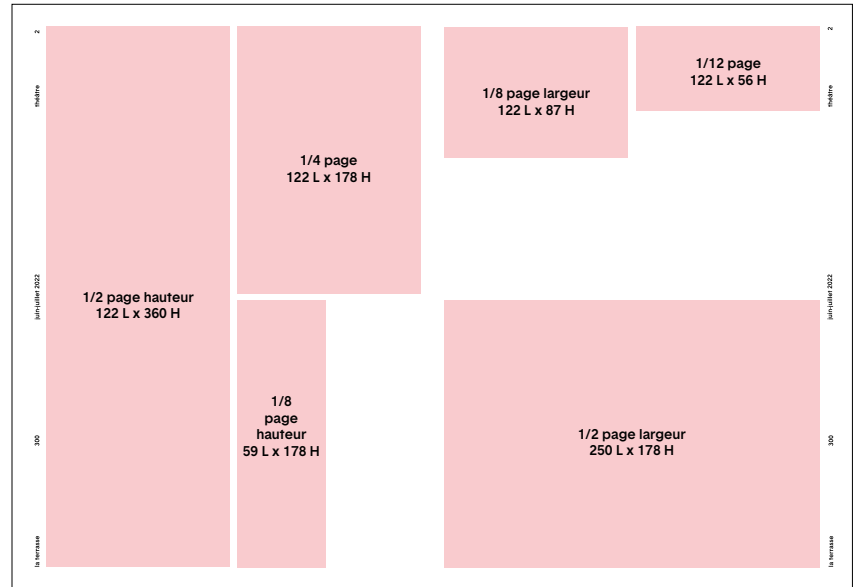 2
théâtre
juin-juillet 2022
300
la terrasse
1/2 page hauteur
122 L x 360 H
1/4 page
122 L x 178 H
1/8
page
hauteur
59 L x 178 H
1/8 page largeur
122 L x 87 H
1/12 page
122 L x 56 H
1/2 page largeur
250 L x 178 H
2
théâtre
juin-juillet 2022
300
la terrasse